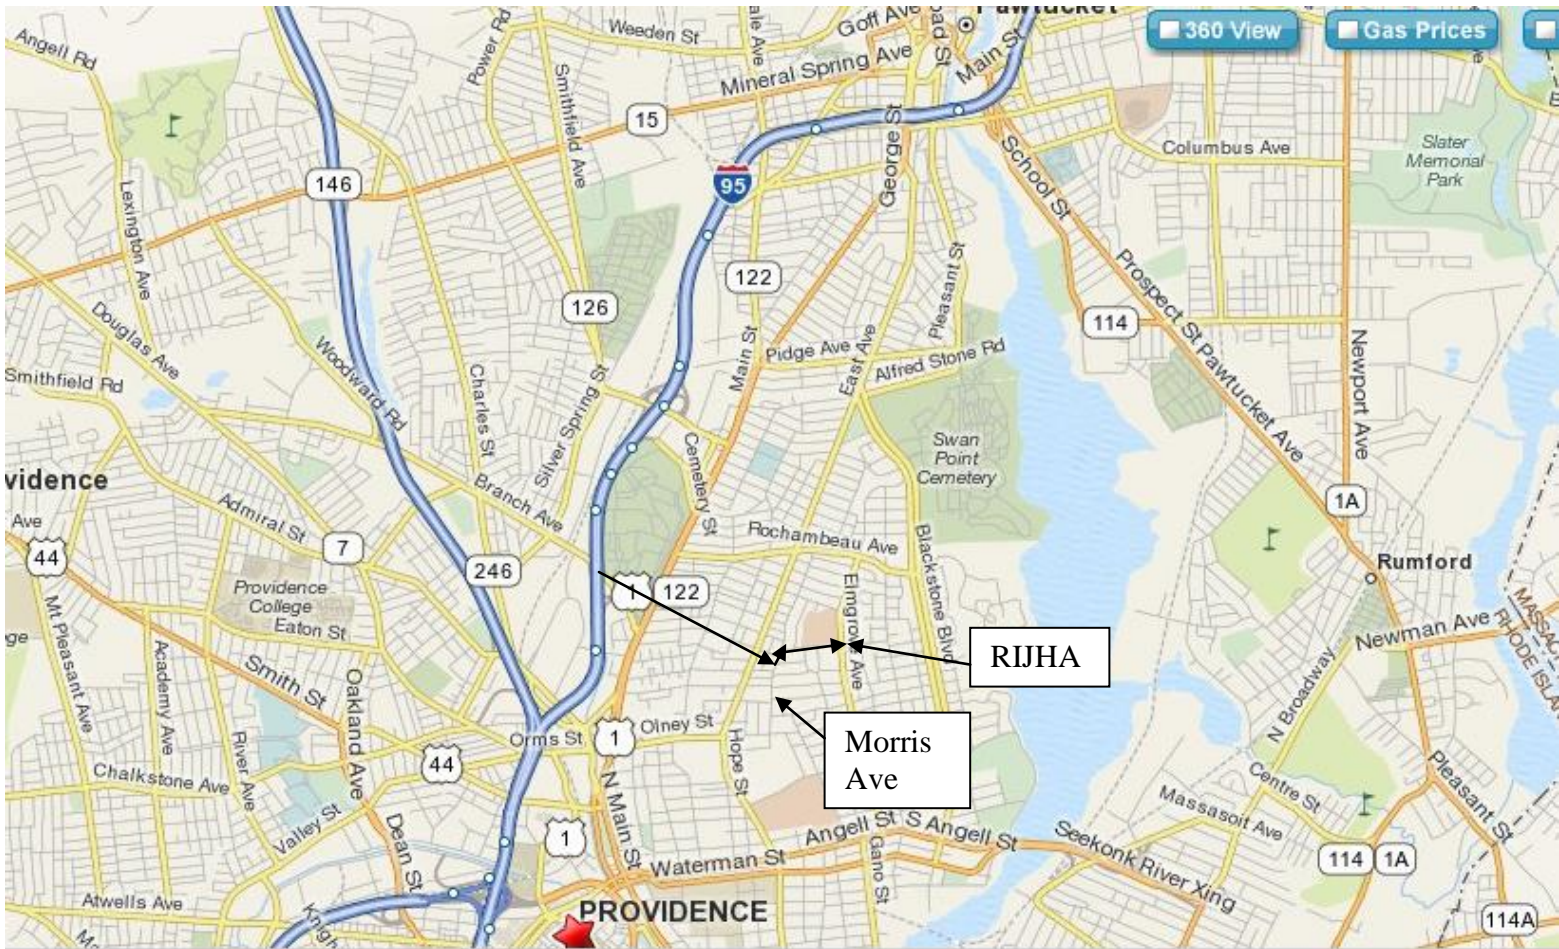 Pawtucket
Goff Ave
Weeden St
Main St
360 View
Gas Prices
Angell Rd
Power Rd
Smithfield Ave
Mineral Spring Ave
15
George St
School St
Columbus Ave
Slater
Memorial
Park
146
95
Lexington Ave
122
Pleasant St
Prospect St
126
114
Douglas Ave
Woodward Rd
Main St
Pidge Ave
East Ave
Alfred Stone Rd
Pawtucket Ave
Newport Ave
Smithfield Rd
Charles St
Silver Spring St
Swan
Point
Cemetery
vidence
Cemetery St
Branch Ave
1A
Ave
Admiral St
7
44
246
Rochambeau Ave
Blackstone Blvd
Rumford
Providence
College
1
122
Elmgrove Ave
Eaton St
Mt Pleasant Ave
Academy Ave
Newman Ave
MASSAC
RHODE ISLAN
RIJHA
Smith St
Oakland Ave
N Broadway
Orms St
1
Olney St
Morris
Ave
River Ave
44
Hope St
Chalkstone Ave
Centre St
Pleasant St
Massasoit Ave
Valley St
Dean St
1
N Main St
Angell St
S Angell St
Seekonk River Xing
Waterman St
Gano St
114
1A
Atwells Ave
PROVIDENCE
114A